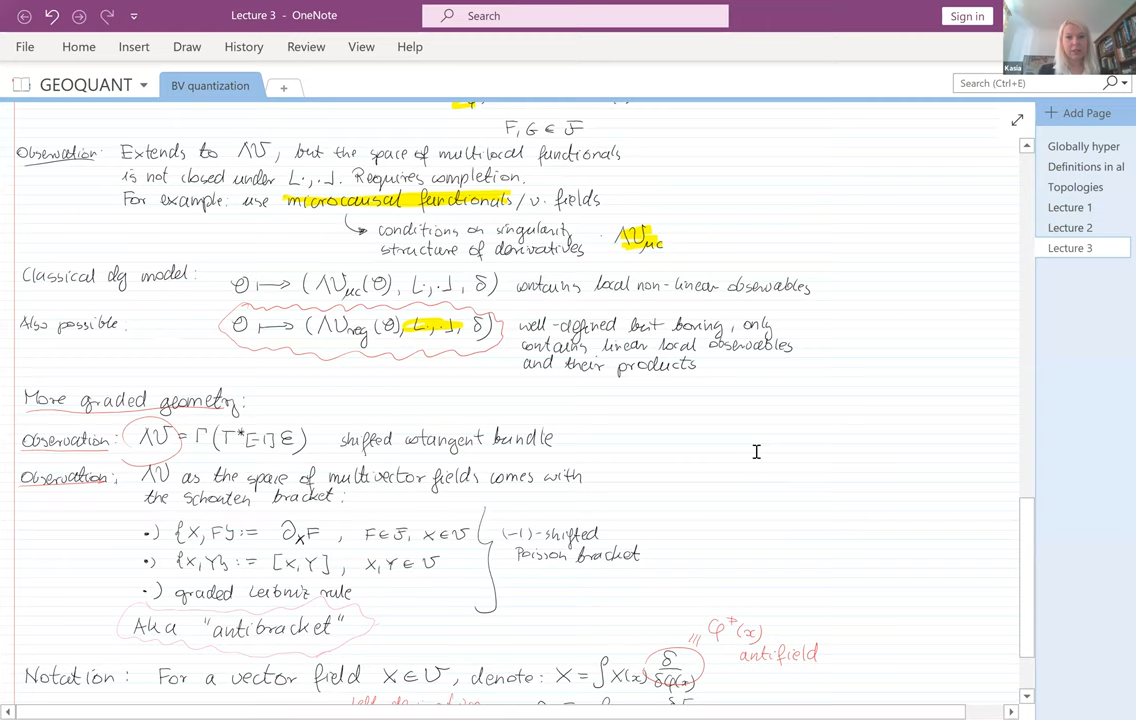 Lecture 3 - OneNote
Search
Sign in
File Home Insert Draw History Review View Help
Kasia
GEOQUANT
BV quantization
Search (Ctrl+E)
Add Page
Globally hyper
Definitions in al
Topologies
Lecture 1
Lecture 2
Lecture 3
F, G ∈ F
Observation: Extends to ΛV, but the space of multilocal functionals
is not closed under ⌊.,.⌋. Requires completion.
For example: use microcausal functionals/v. fields
↳ conditions on singularity
structure of derivatives · ΛV_μc
Classical dg model: O ⟼ (ΛV_μc(O), ⌊.,.⌋, δ) contains local non-linear observables
Also possible: O ⟼ (ΛV_reg(O), ⌊.,.⌋, δ) well-defined but boring, only
contains linear local observables
and their products
More graded geometry:
Observation: ΛV = Γ(T*[-1]E) shifted cotangent bundle
Observation: ΛV as the space of multivector fields comes with
the schouten bracket:
•) {X,F} := ∂_X F, F∈F, X∈V
(-1)-shifted
Poisson bracket
•) {X,Y} := [X,Y], X,Y ∈ V
•) graded Leibniz rule
Aka "antibracket"
φ‡(x)
antifield
Notation: For a vector field X∈V, denote: X = ∫X(x) δ/δφ(x)